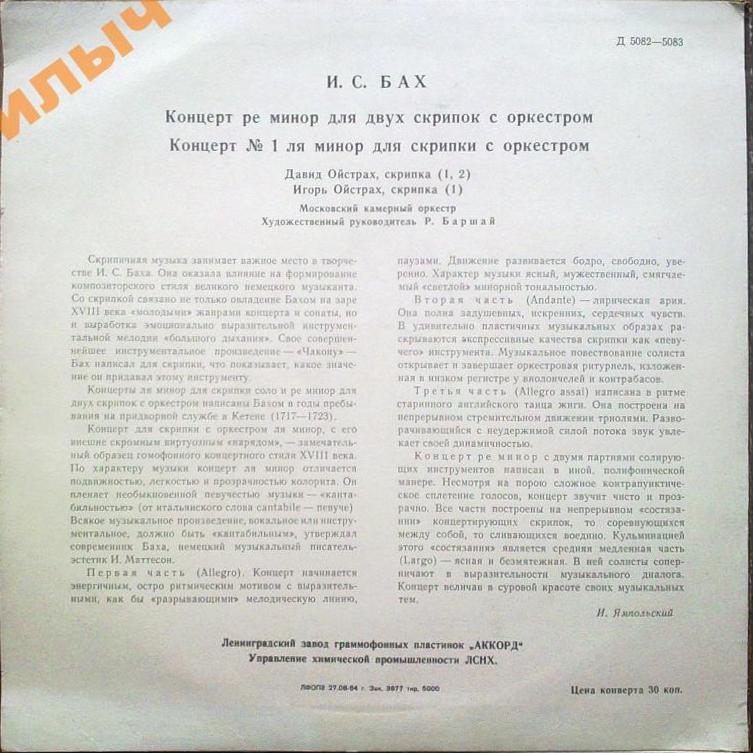 ИЛЫЧ
Д 5082—5083
И. С. БАХ
Концерт ре минор для двух скрипок с оркестром
Концерт № 1 ля минор для скрипки с оркестром
Давид Ойстрах, скрипка (1, 2)
Игорь Ойстрах, скрипка (1)
Московский камерный оркестр
Художественный руководитель Р. Баршай
Скрипичная музыка занимает важное место в творче-
стве И. С. Баха. Она оказала влияние на формирование
композиторского стиля великого немецкого музыканта.
Со скрипкой связано не только овладение Бахом на заре
XVIII века «молодыми» жанрами концерта и сонаты, но
и выработка эмоционально выразительной инструмен-
тальной мелодии «большого дыхания». Свое совершен-
нейшее инструментальное произведение — «Чакону» —
Бах написал для скрипки, что показывает, какое значе-
ние он придавал этому инструменту.
Концерты ля минор для скрипки соло и ре минор для
двух скрипок с оркестром написаны Бахом в годы пребы-
вания на придворной службе в Кетене (1717—1723).
Концерт для скрипки с оркестром ля минор, с его
внешне скромным виртуозным «нарядом», — замечатель-
ный образец гомофонного концертного стиля XVIII века.
По характеру музыки концерт ля минор отличается
подвижностью, легкостью и прозрачностью колорита. Он
пленяет необыкновенной певучестью музыки — «канта-
бильностью» (от итальянского слова cantabile — певуче)
Всякое музыкальное произведение, вокальное или инстру-
ментальное, должно быть «кантабильным», утверждал
современник Баха, немецкий музыкальный писатель-
эстетик И. Маттесон.
Первая часть (Allegro). Концерт начинается
энергичным, остро ритмическим мотивом с выразитель-
ными, как бы «разрывающими» мелодическую линию,
паузами. Движение развивается бодро, свободно, уве-
ренно. Характер музыки ясный, мужественный, смягчае-
мый «светлой» минорной тональностью.
Вторая часть (Andante) — лирическая ария.
Она полна задушевных, искренних, сердечных чувств.
В удивительно пластичных музыкальных образах рас-
крываются экспрессивные качества скрипки как «певу-
чего» инструмента. Музыкальное повествование солиста
открывает и завершает оркестровая ритурнель, изложен-
ная в низком регистре у виолончелей и контрабасов.
Третья часть (Allegro assai) написана в ритме
старинного английского танца жиги. Она построена на
непрерывном стремительном движении триолями. Разво-
рачивающийся с неудержимой силой поток звук увле-
кает своей динамичностью.
Концерт ре минор с двумя партиями солирую-
щих инструментов написан в иной, полифонической
манере. Несмотря на порою сложное контрапунктиче-
ское сплетение голосов, концерт звучит чисто и про-
зрачно. Все части построены на непрерывном «состяза-
нии» концертирующих скрипок, то соревнующихся
между собой, то сливающихся воедино. Кульминацией
этого «состязания» является средняя медленная часть
(Largo) — ясная и безмятежная. В ней солисты сопер-
ничают в выразительности музыкального диалога.
Концерт величав в суровой красоте своих музыкальных
тем.
И. Ямпольский
Ленинградский завод граммофонных пластинок „АККОРД“
Управление химической промышленности ЛСНХ.
ЛФОПЗ 27.08-64 г. Зак. 3877 тир. 5000
Цена конверта 30 коп.